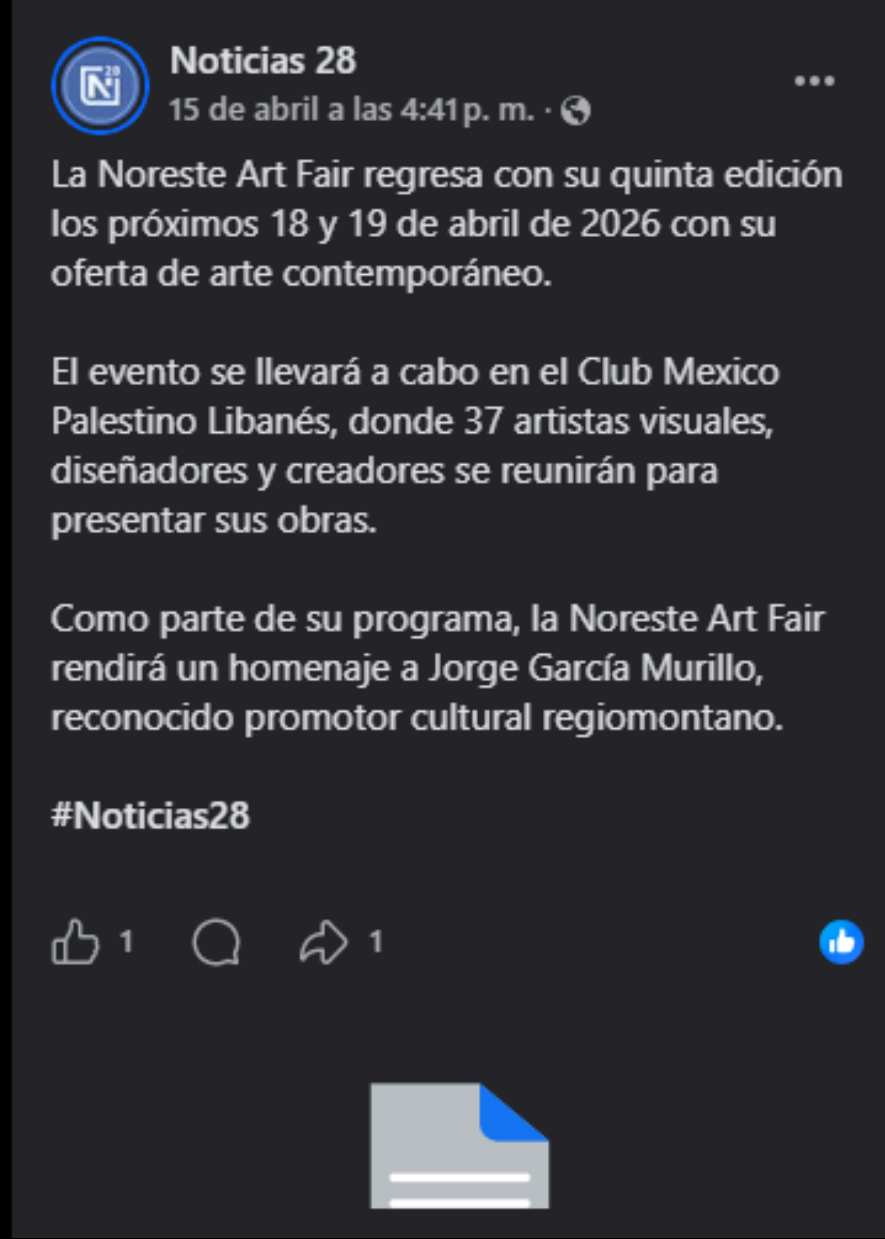 N 28
Noticias 28
15 de abril a las 4:41 p. m. ·
La Noreste Art Fair regresa con su quinta edición
los próximos 18 y 19 de abril de 2026 con su
oferta de arte contemporáneo.
El evento se llevará a cabo en el Club Mexico
Palestino Libanés, donde 37 artistas visuales,
diseñadores y creadores se reunirán para
presentar sus obras.
Como parte de su programa, la Noreste Art Fair
rendirá un homenaje a Jorge García Murillo,
reconocido promotor cultural regiomontano.
#Noticias28
1 1